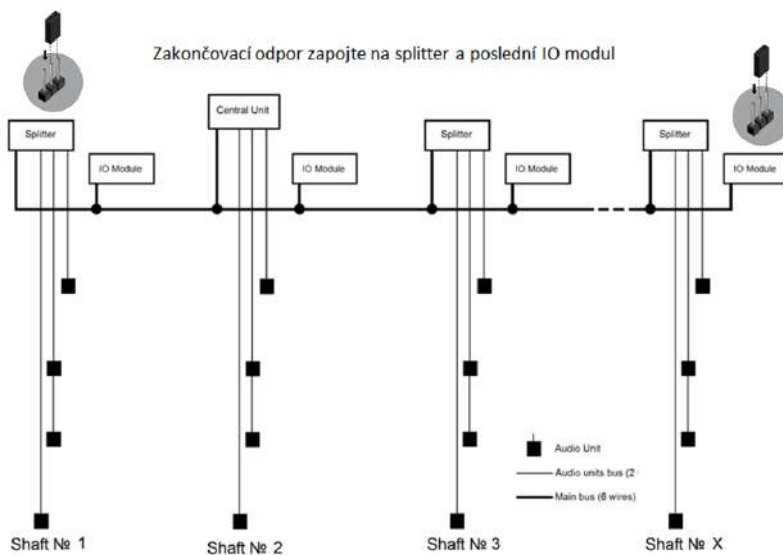 Zakončovací odpor zapojte na splitter a poslední IO modul
Central Unit
Splitter
Splitter
Splitter
IO Module
IO Module
IO Module
IO Module
Audio Unit
Audio units bus (2
Main bus (6 wires)
Shaft № 1
Shaft № 2
Shaft № 3
Shaft № X